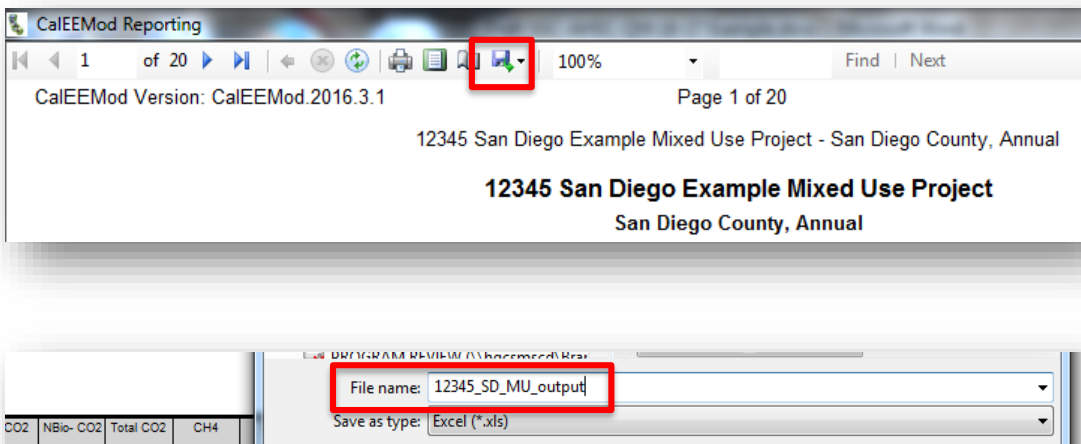 CalEEMod Reporting
1 of 20 100% Find | Next
CalEEMod Version: CalEEMod.2016.3.1 Page 1 of 20
12345 San Diego Example Mixed Use Project - San Diego County, Annual
12345 San Diego Example Mixed Use Project
San Diego County, Annual
PROGRAM REVIEW
File name: 12345_SD_MU_output
Save as type: Excel (*.xls)
CO2 NBio- CO2 Total CO2 CH4